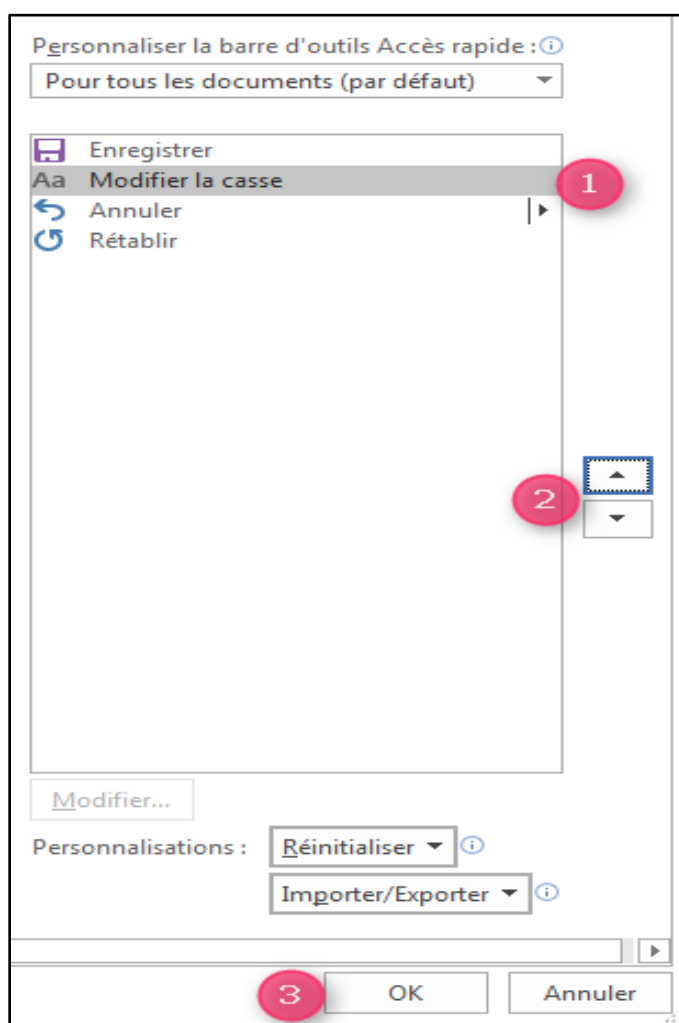 Personnaliser la barre d'outils Accès rapide :
Pour tous les documents (par défaut)
Enregistrer
Aa Modifier la casse
1
Annuler
Rétablir
2
Modifier...
Personnalisations :
Réinitialiser
Importer/Exporter
3
OK
Annuler